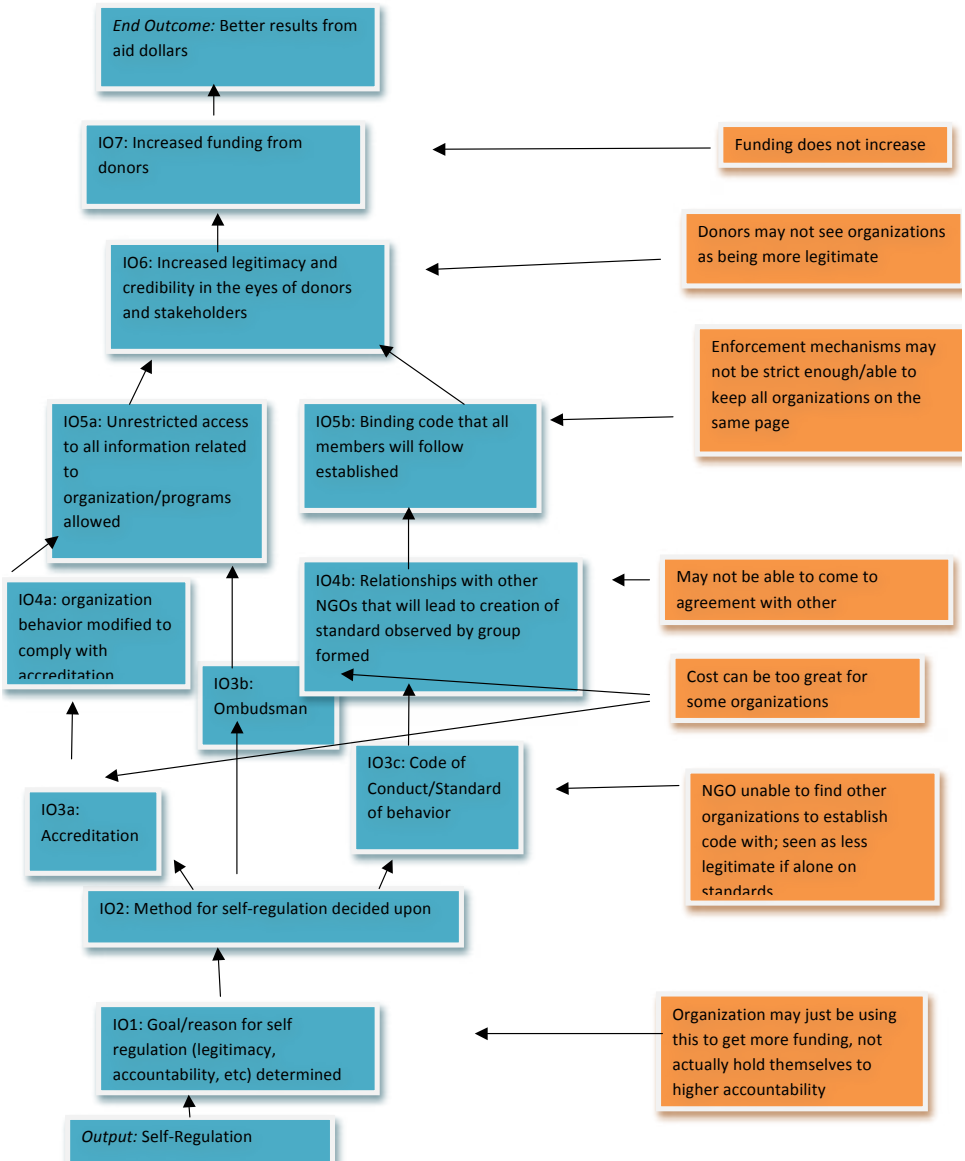 End Outcome: Better results from
aid dollars
IO7: Increased funding from
donors
Funding does not increase
IO6: Increased legitimacy and
credibility in the eyes of donors
and stakeholders
Donors may not see organizations
as being more legitimate
Enforcement mechanisms may
not be strict enough/able to
keep all organizations on the
same page
IO5a: Unrestricted access
to all information related
to
organization/programs
allowed
IO5b: Binding code that all
members will follow
established
IO4a: organization
behavior modified to
comply with
accreditation
IO4b: Relationships with other
NGOs that will lead to creation of
standard observed by group
formed
May not be able to come to
agreement with other
IO3b:
Ombudsman
Cost can be too great for
some organizations
IO3a:
Accreditation
IO3c: Code of
Conduct/Standard
of behavior
NGO unable to find other
organizations to establish
code with; seen as less
legitimate if alone on
standards
IO2: Method for self-regulation decided upon
IO1: Goal/reason for self
regulation (legitimacy,
accountability, etc) determined
Organization may just be using
this to get more funding, not
actually hold themselves to
higher accountability
Output: Self-Regulation